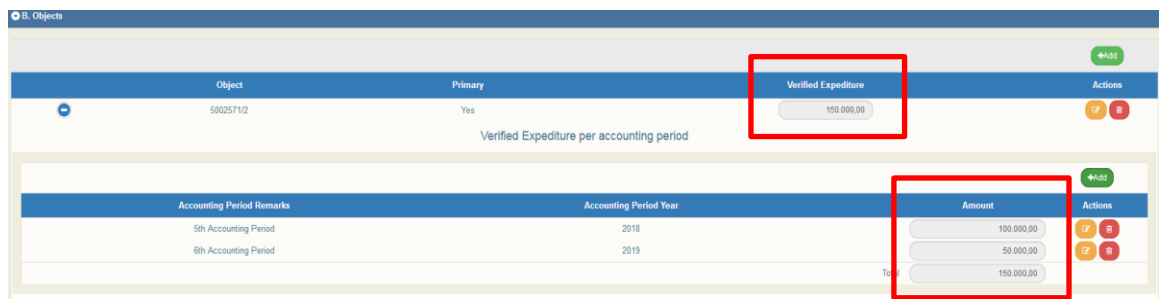 B. Objects
+Add
Object Primary Verified Expediture Actions
5002571/2 Yes 150.000,00
Verified Expediture per accounting period
+Add
Accounting Period Remarks Accounting Period Year Amount Actions
5th Accounting Period 2018 100.000,00
6th Accounting Period 2019 50.000,00
Total 150.000,00